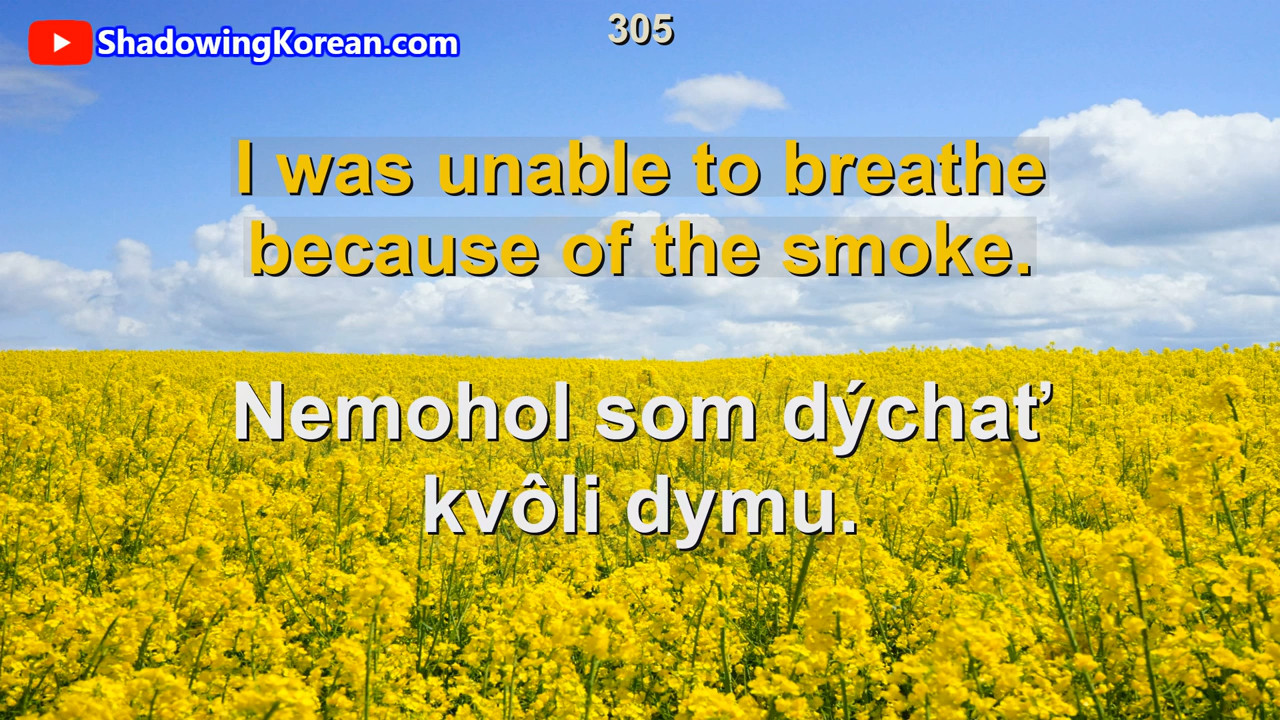 ShadowingKorean.com
305
I was unable to breathe
because of the smoke.
Nemohol som dýchať
kvôli dymu.